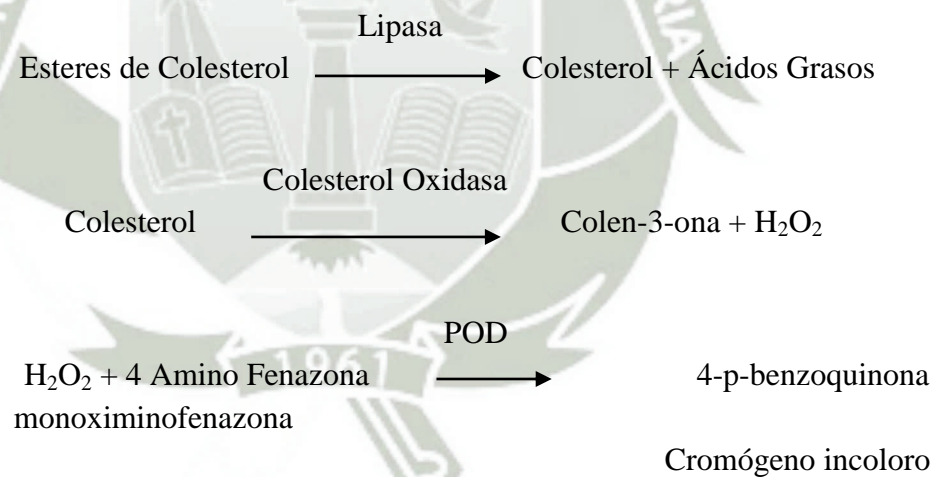 Lipasa
Esteres de Colesterol Colesterol + Ácidos Grasos
Colesterol Oxidasa
Colesterol Colen-3-ona + H₂O₂
POD
H₂O₂ + 4 Amino Fenazona 4-p-benzoquinona
monoximinofenazona
Cromógeno incoloro
1961